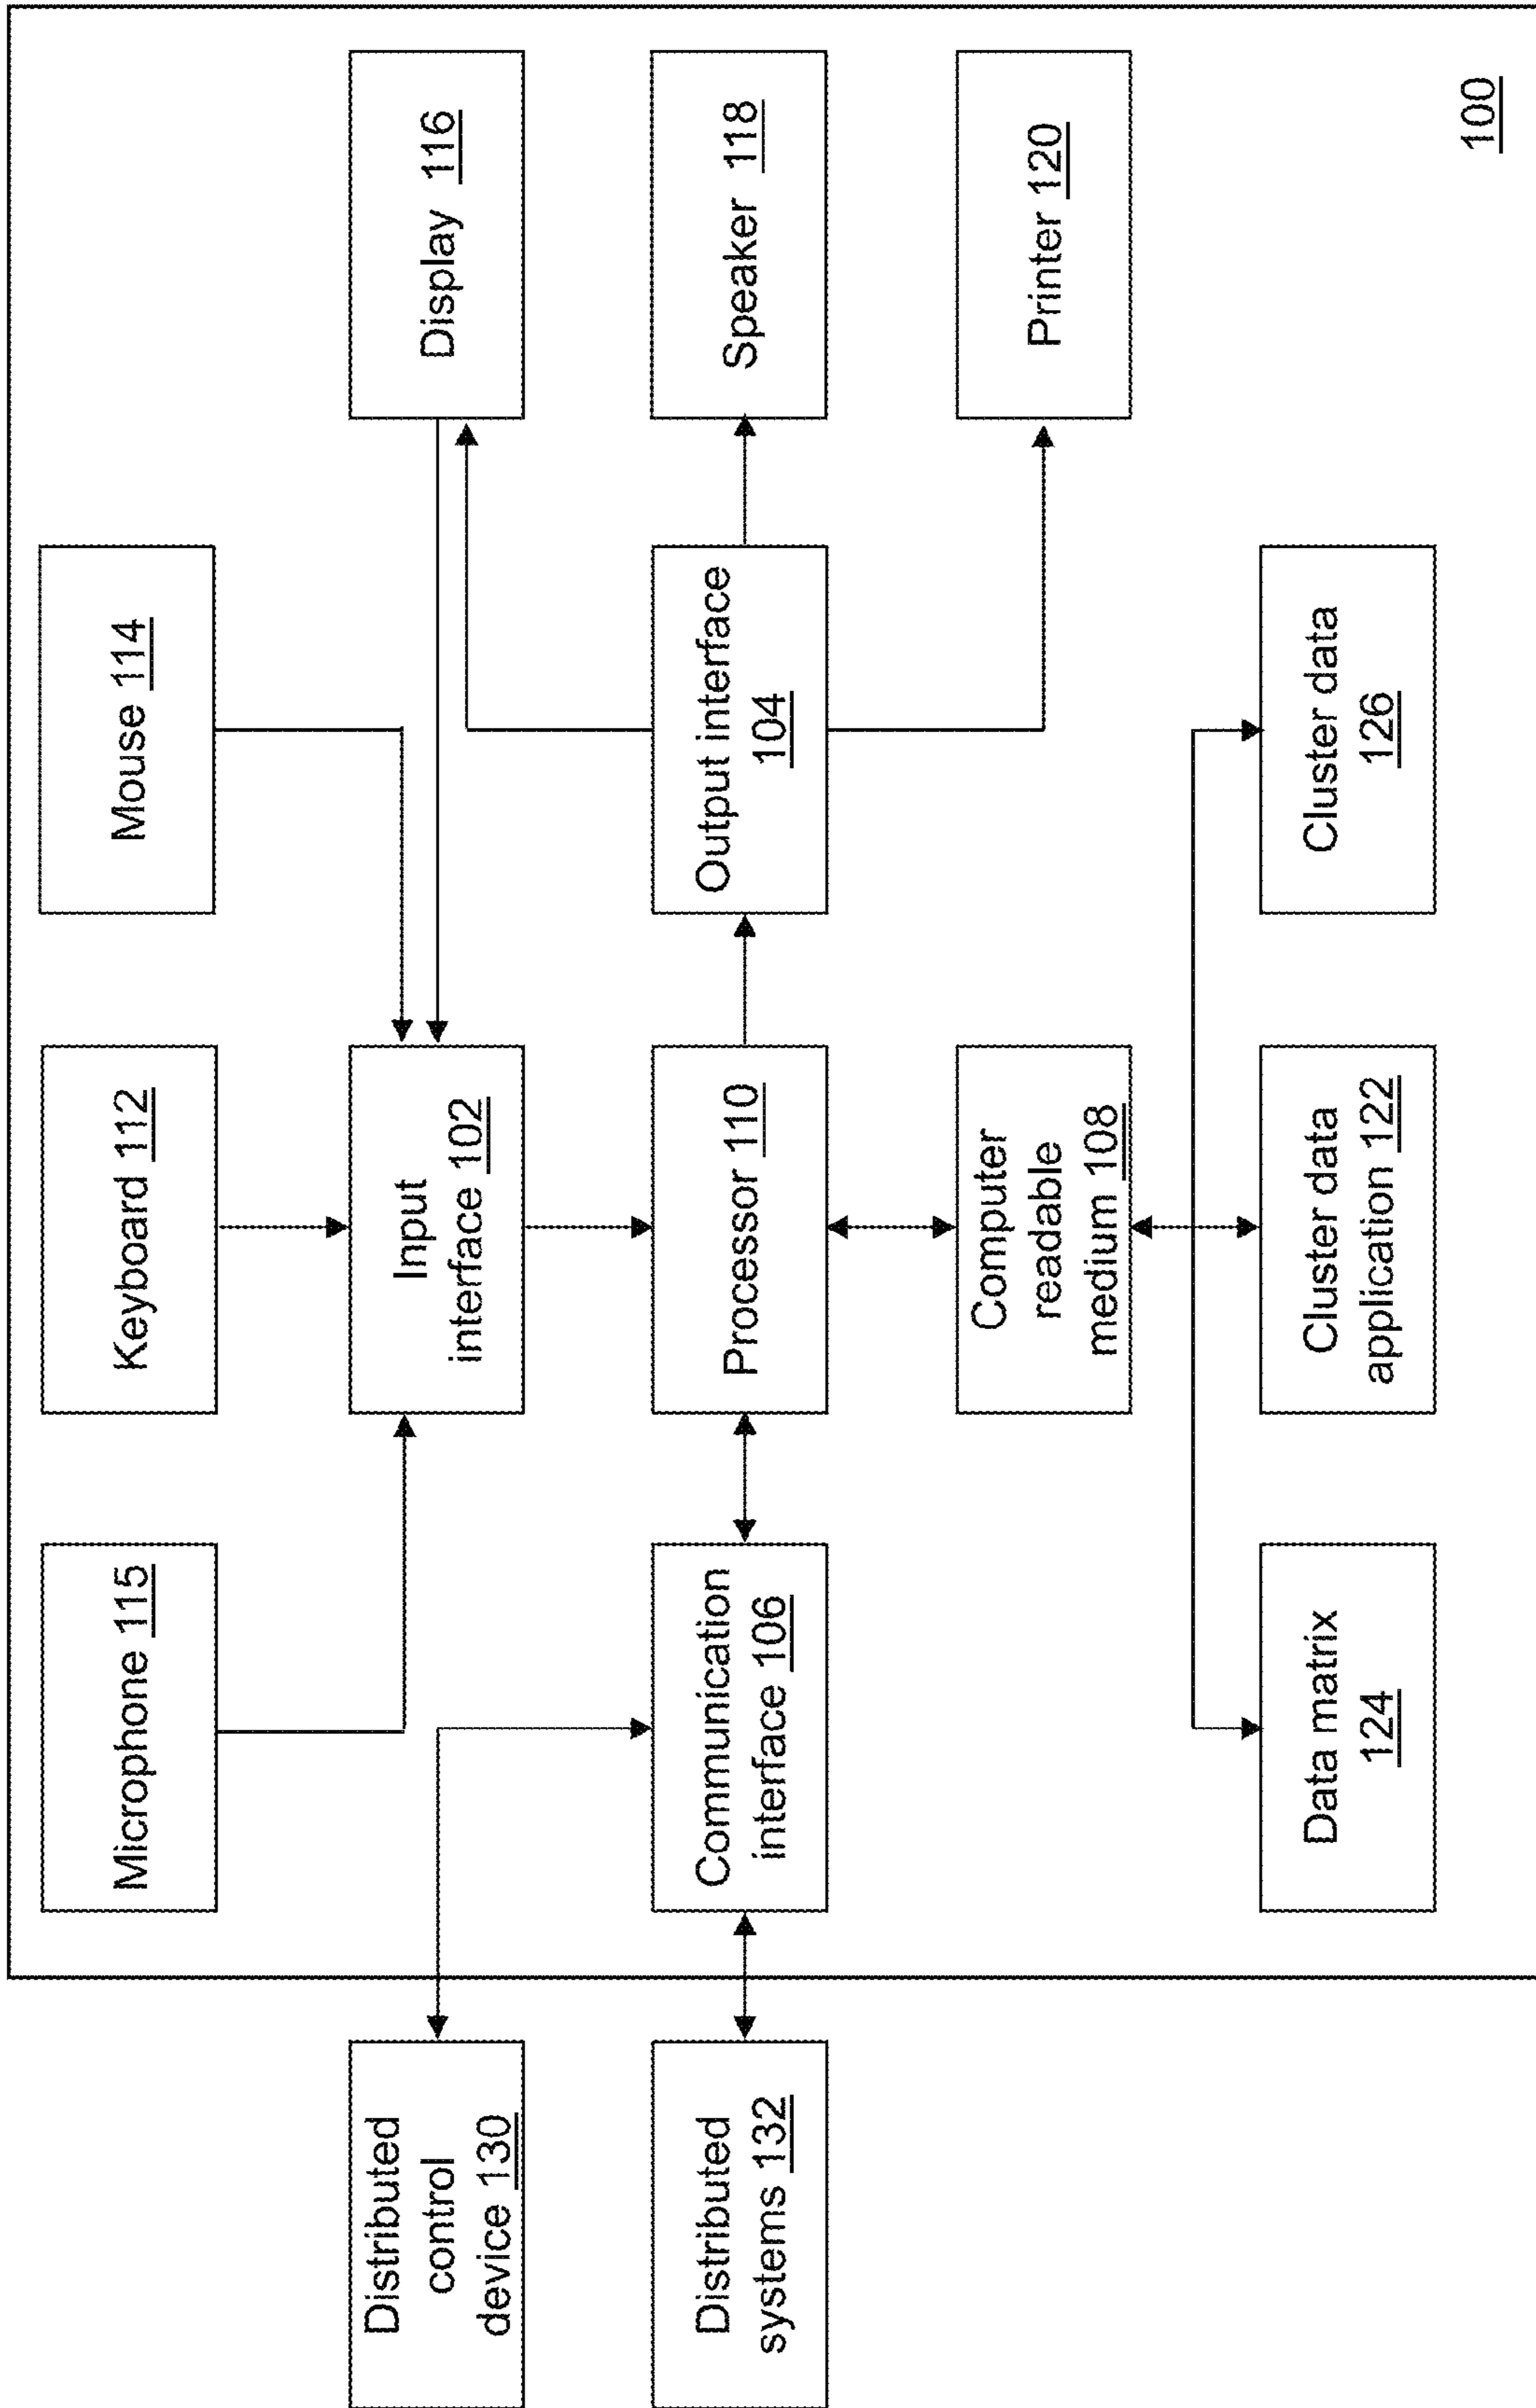 Microphone 115
Keyboard 112
Mouse 114
Distributed
control
device 130
Input
interface 102
Display 116
Distributed
systems 132
Communication
interface 106
Processor 110
Output interface
104
Speaker 118
Computer
readable
medium 108
Printer 120
Data matrix
124
Cluster data
application 122
Cluster data
126
100